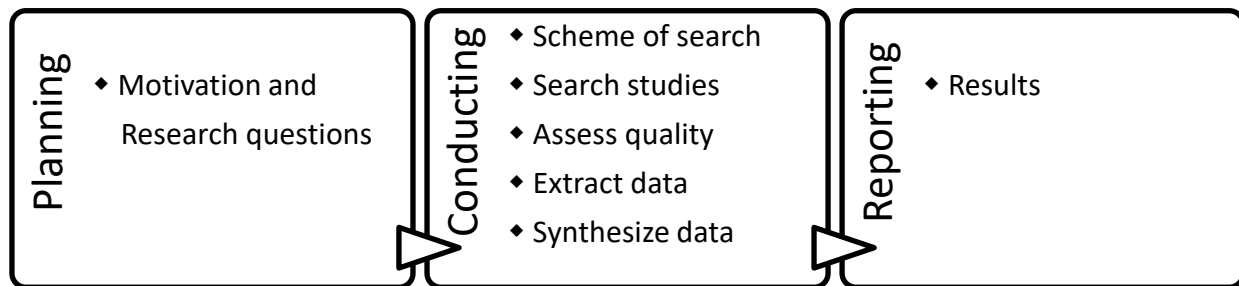 Planning
◆ Motivation and
Research questions
Conducting
◆ Scheme of search
◆ Search studies
◆ Assess quality
◆ Extract data
◆ Synthesize data
Reporting
◆ Results